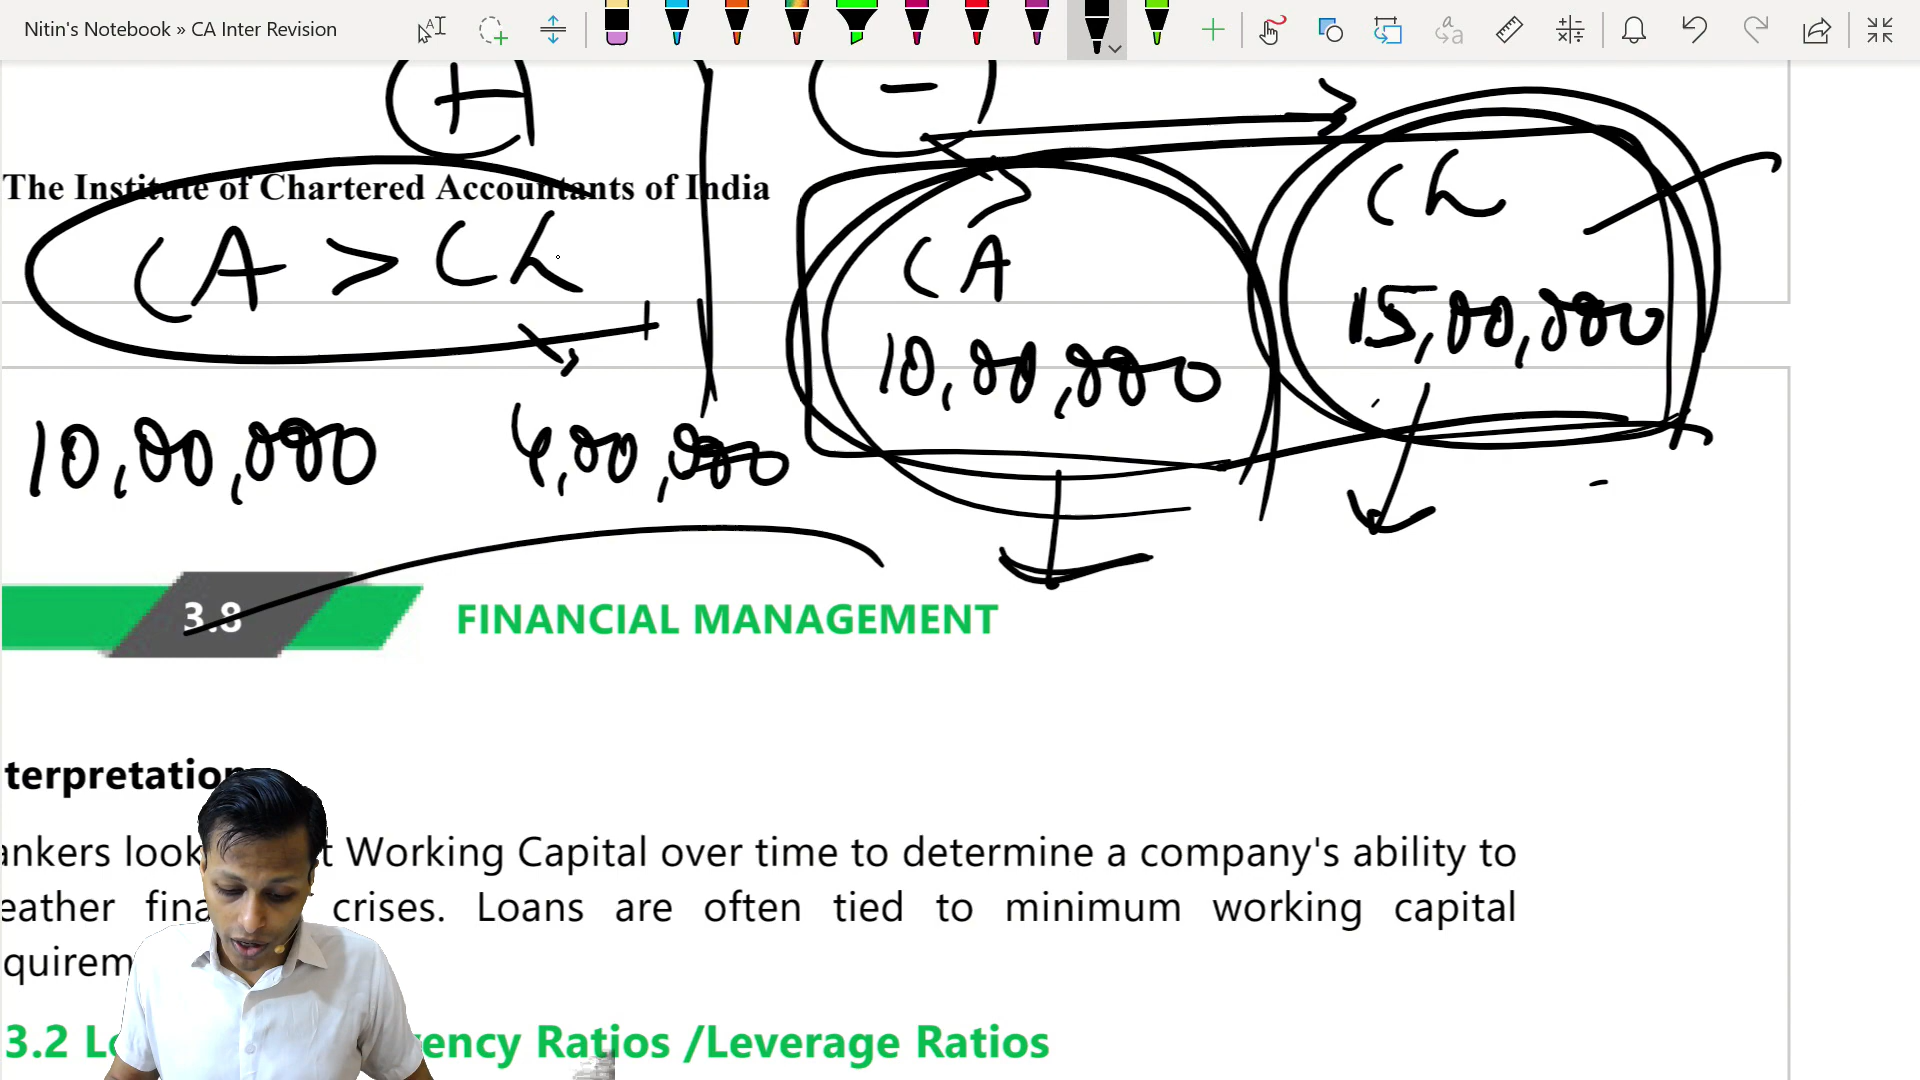 Nitin's Notebook » CA Inter Revision
+
-
The Institute of Chartered Accountants of India
CA > CL
CA
CL
10,00,000
15,00,000
10,00,000 4,00,000
3.8 FINANCIAL MANAGEMENT
terpretation
ankers look Working Capital over time to determine a company's ability to
eather crises. Loans are often tied to minimum working capital
quirem
3.2 Ratios /Leverage Ratios